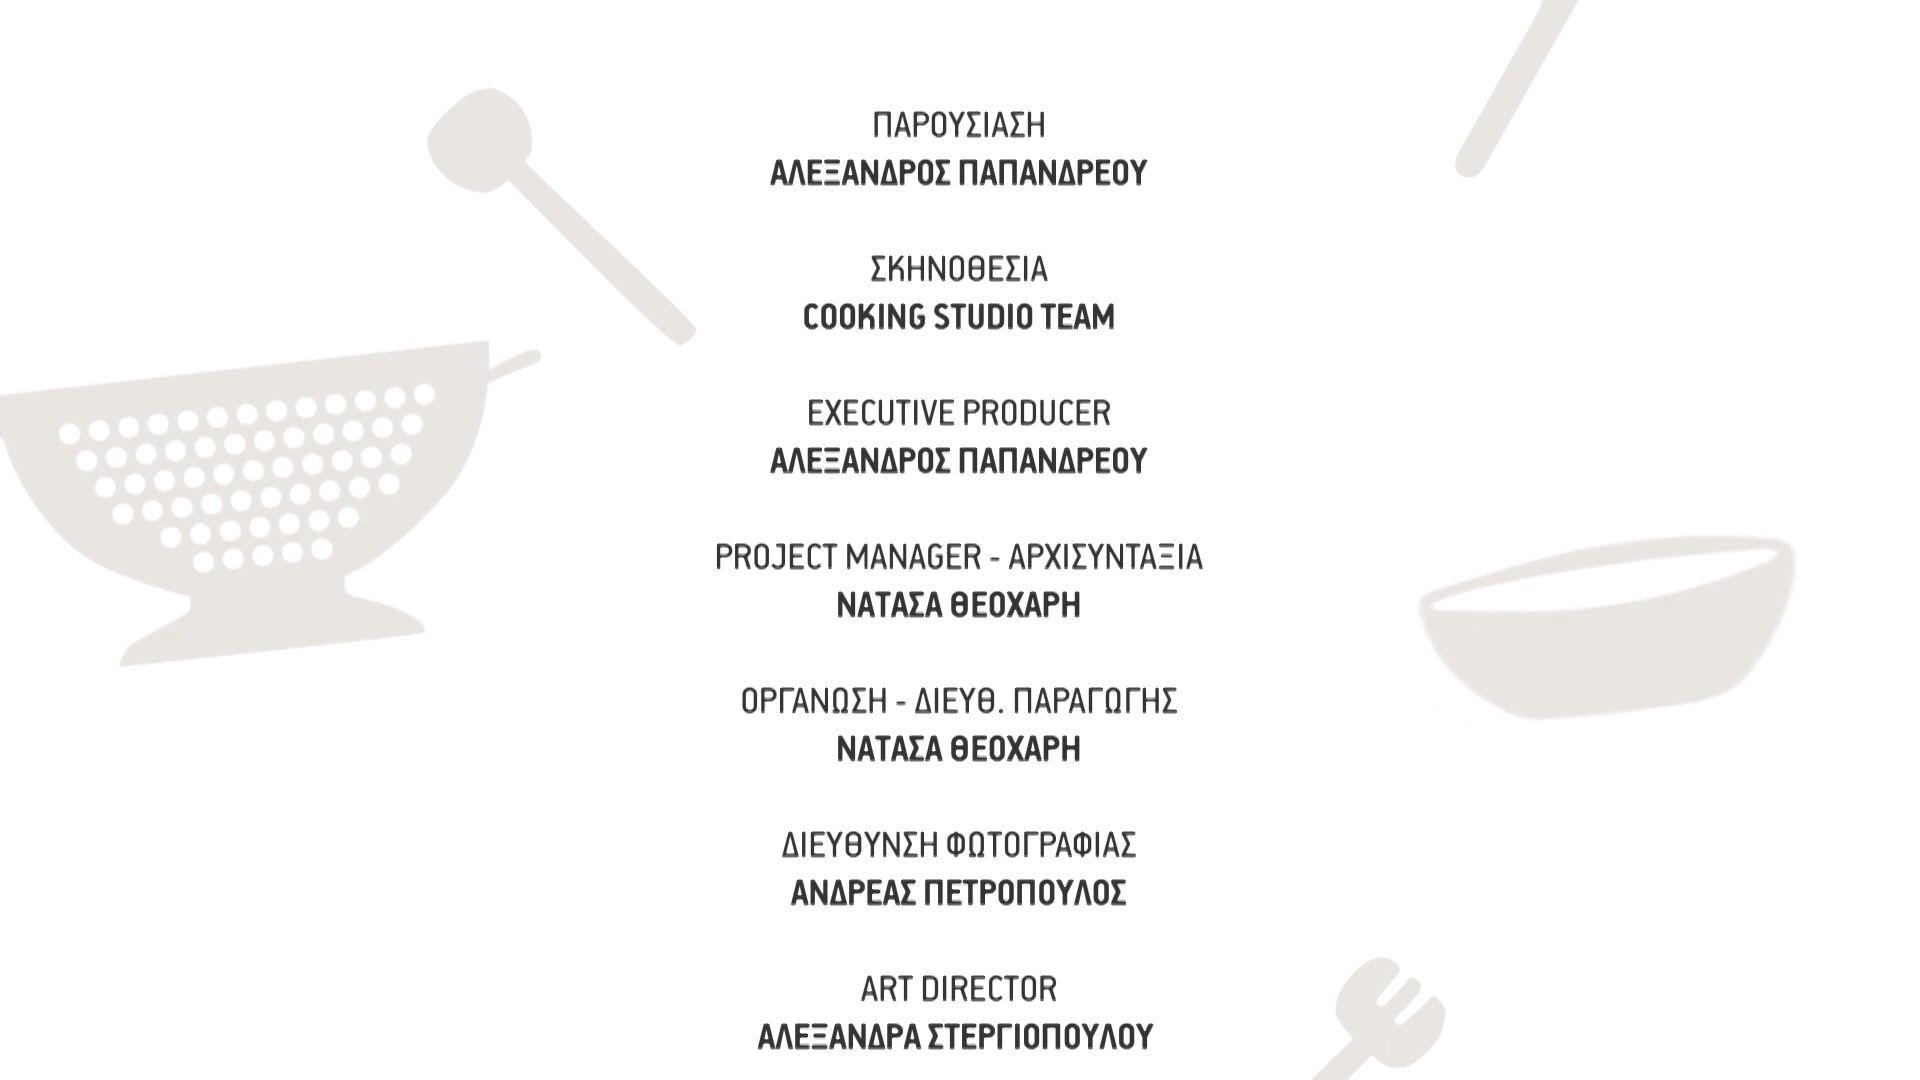 ΠΑΡΟΥΣΙΑΣΗ
ΑΛΕΞΑΝΔΡΟΣ ΠΑΠΑΝΔΡΕΟΥ
ΣΚΗΝΟΘΕΣΙΑ
COOKING STUDIO TEAM
EXECUTIVE PRODUCER
ΑΛΕΞΑΝΔΡΟΣ ΠΑΠΑΝΔΡΕΟΥ
PROJECT MANAGER - ΑΡΧΙΣΥΝΤΑΞΙΑ
ΝΑΤΑΣΑ ΘΕΟΧΑΡΗ
ΟΡΓΑΝΩΣΗ - ΔΙΕΥΘ. ΠΑΡΑΓΩΓΗΣ
ΝΑΤΑΣΑ ΘΕΟΧΑΡΗ
ΔΙΕΥΘΥΝΣΗ ΦΩΤΟΓΡΑΦΙΑΣ
ΑΝΔΡΕΑΣ ΠΕΤΡΟΠΟΥΛΟΣ
ART DIRECTOR
ΑΛΕΞΑΝΔΡΑ ΣΤΕΡΓΙΟΠΟΥΛΟΥ